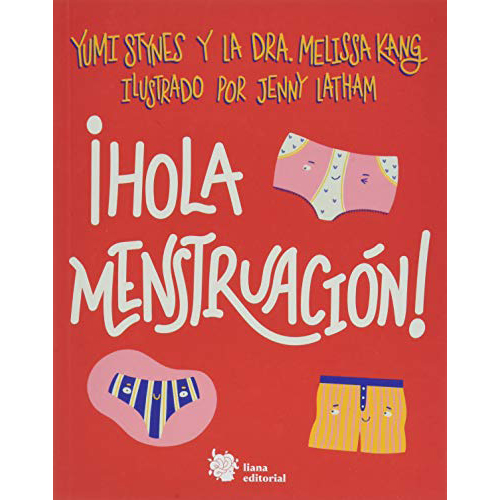 YUMI STYNES Y LA DRA. MELISSA KANG
ILUSTRADO POR JENNY LATHAM
¡HOLA
MENSTRUACIÓN!
liana
editorial